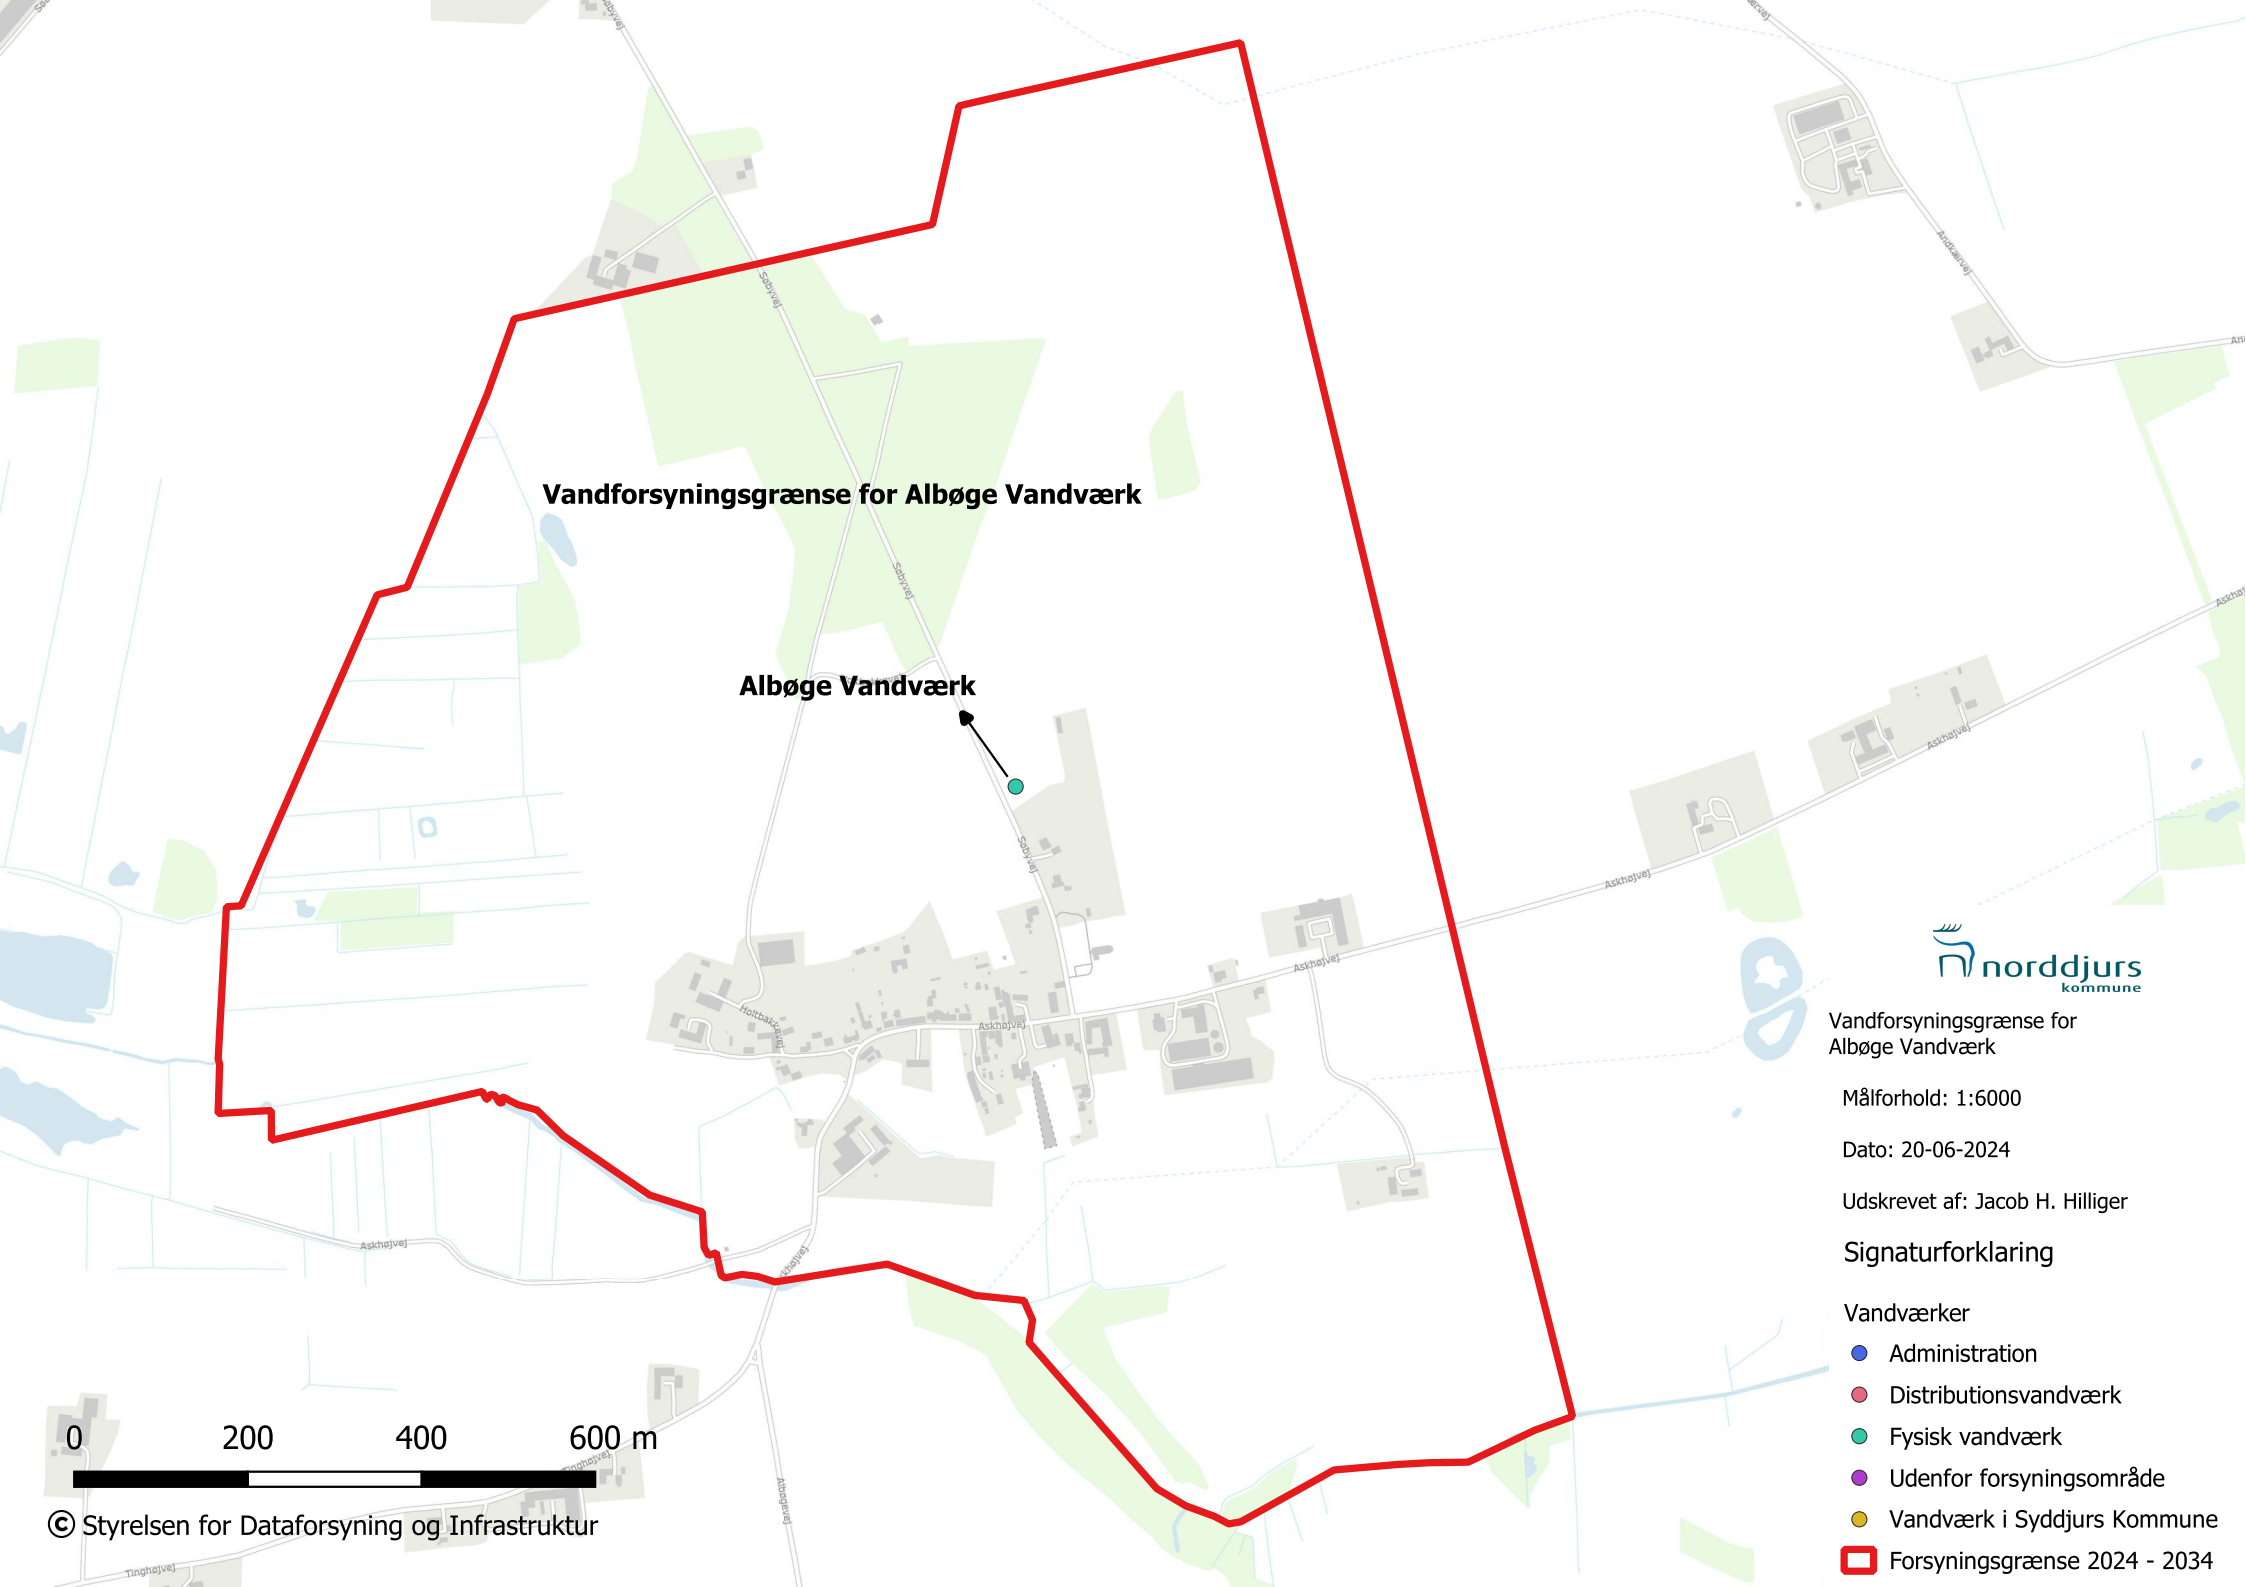 Søbyvej
Andkærvej
Søbyvej
Vandforsyningsgrænse for Albøge Vandværk
Søbyvej
Albøge Vandværk
Askhøjvej
Søbyvej
Askhøjvej
Askhøjvej
Holtbakkevej
Askhøjvej
Askhøjvej
Tinghøjvej
Albøgevej
Tinghøjvej
0 200 400 600 m
© Styrelsen for Dataforsyning og Infrastruktur
norddjurs
kommune
Vandforsyningsgrænse for
Albøge Vandværk
Målforhold: 1:6000
Dato: 20-06-2024
Udskrevet af: Jacob H. Hilliger
Signaturforklaring
Vandværker
Administration
Distributionsvandværk
Fysisk vandværk
Udenfor forsyningsområde
Vandværk i Syddjurs Kommune
Forsyningsgrænse 2024 - 2034